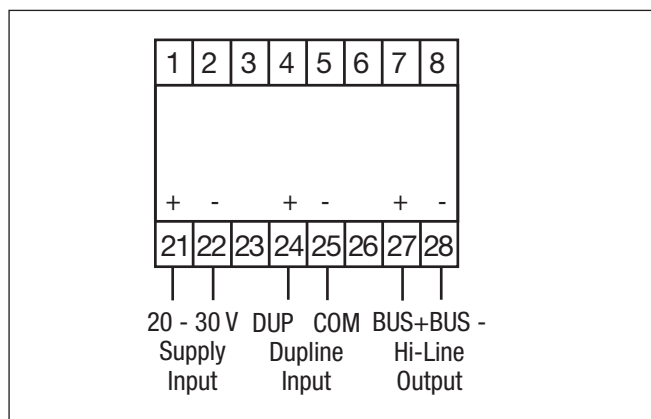 1 2 3 4 5 6 7 8
+ - + - + -
21 22 23 24 25 26 27 28
20 - 30 V DUP COM BUS+BUS -
Supply Dupline Hi-Line
Input Input Output